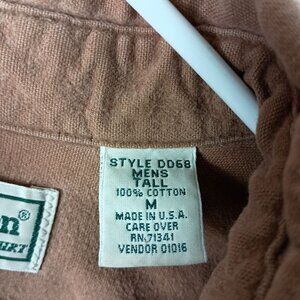 STYLE DD68
MENS
TALL
100% COTTON
M
MADE IN U.S.A.
CARE OVER
RN 71341
VENDOR 01016
n®